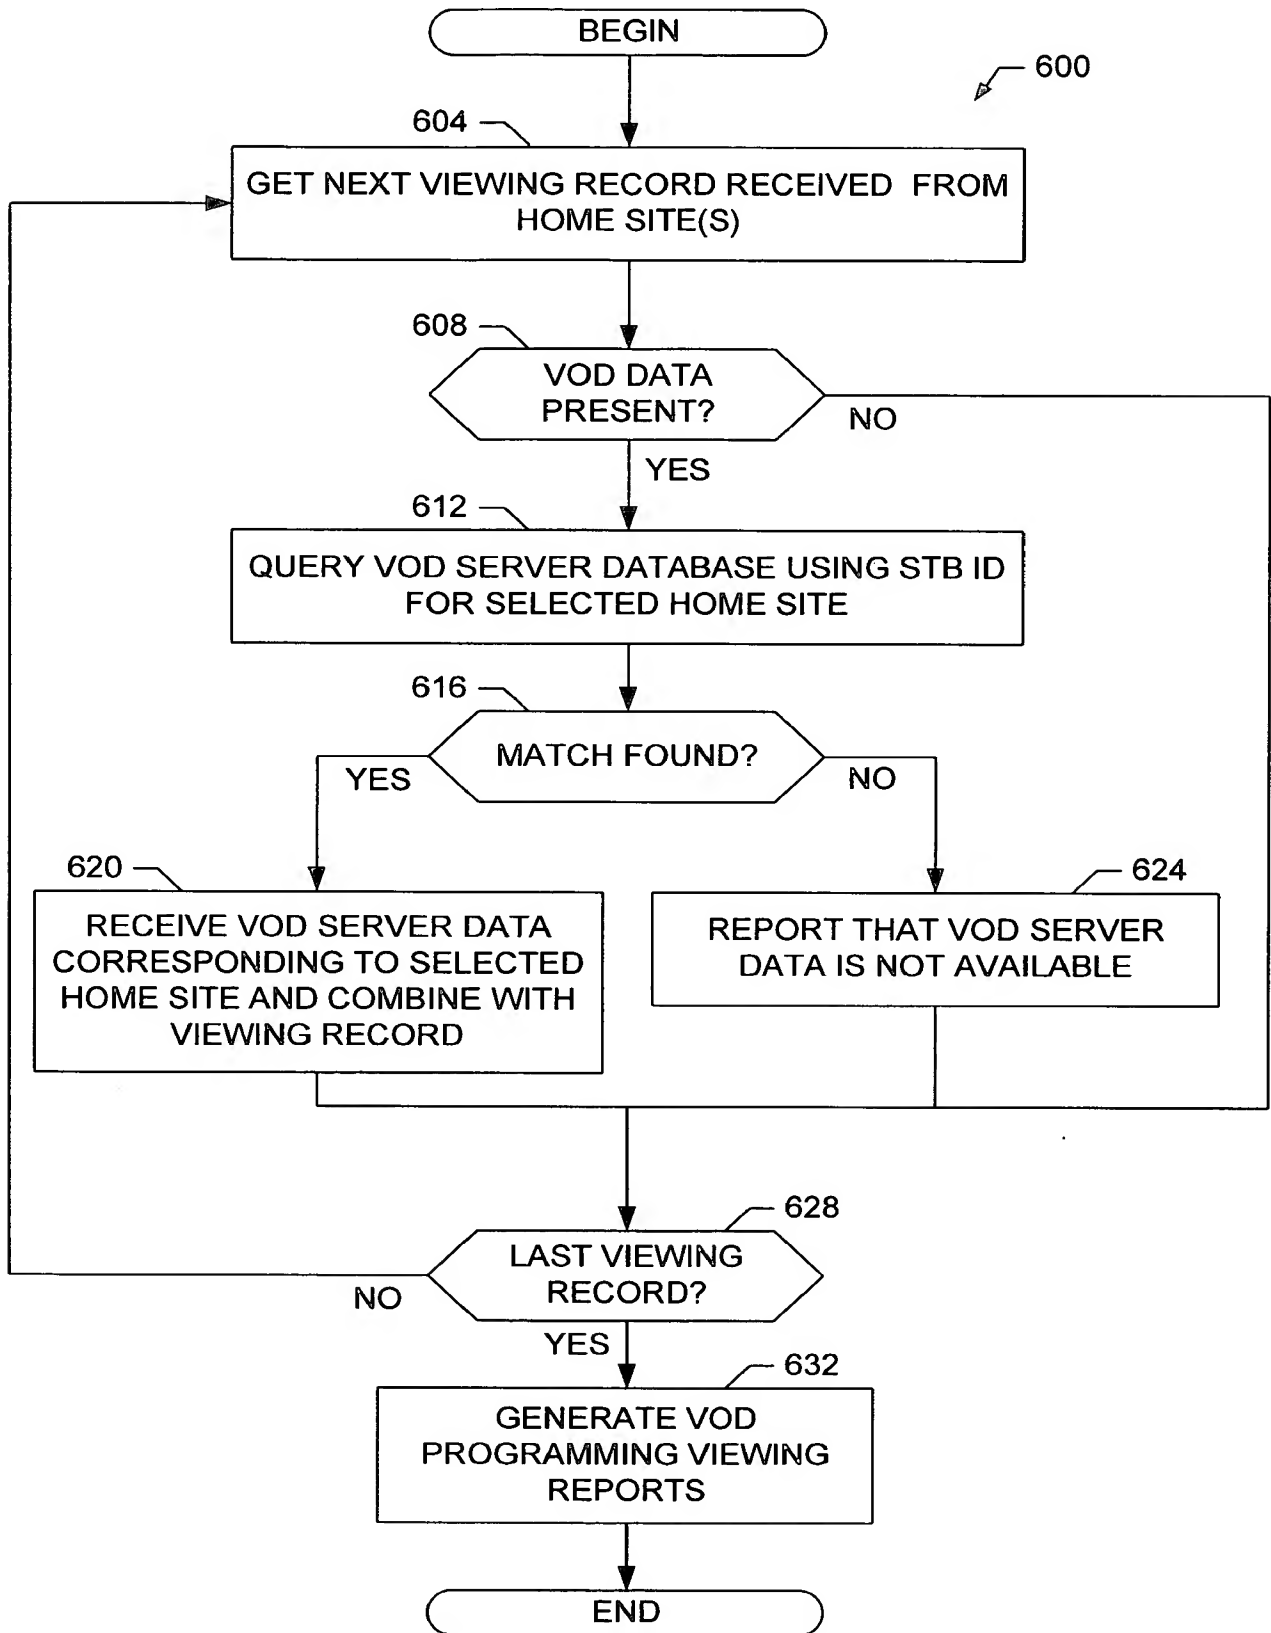 BEGIN
600
604
GET NEXT VIEWING RECORD RECEIVED FROM
HOME SITE(S)
608
VOD DATA
PRESENT?
NO
YES
612
QUERY VOD SERVER DATABASE USING STB ID
FOR SELECTED HOME SITE
616
MATCH FOUND?
YES
NO
620
RECEIVE VOD SERVER DATA
CORRESPONDING TO SELECTED
HOME SITE AND COMBINE WITH
VIEWING RECORD
624
REPORT THAT VOD SERVER
DATA IS NOT AVAILABLE
628
LAST VIEWING
RECORD?
NO
YES
632
GENERATE VOD
PROGRAMMING VIEWING
REPORTS
END